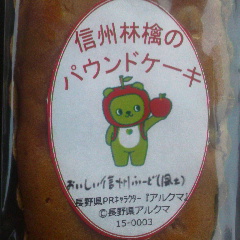 信州林檎の
パウンドケーキ
おいしい信州ふーど(風土)
長野県PRキャラクター『アルクマ』
©長野県アルクマ
15-0003